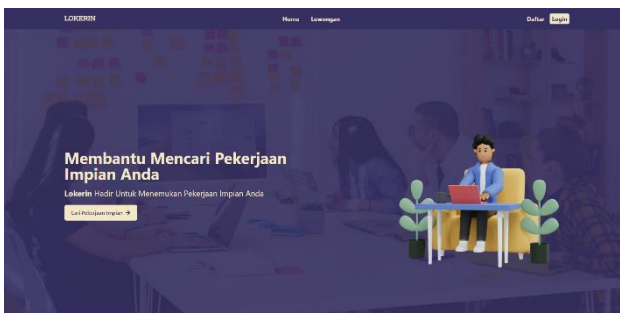 LOKERIN
Home Lowongan
Daftar Login
Membantu Mencari Pekerjaan
Impian Anda
Lokerin Hadir Untuk Menemukan Pekerjaan Impian Anda
Cari Pekerjaan Impian →